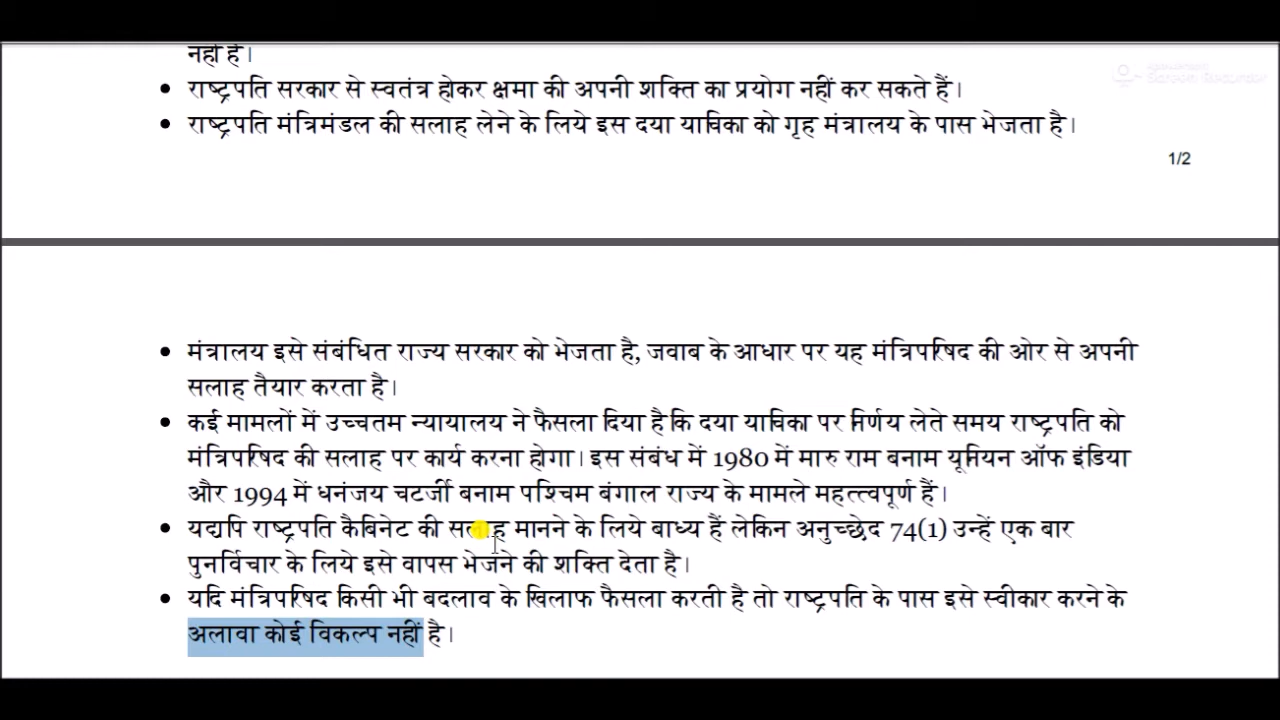 नहीं है।
• राष्ट्रपति सरकार से स्वतंत्र होकर क्षमा की अपनी शक्ति का प्रयोग नहीं कर सकते हैं।
• राष्ट्रपति मंत्रिमंडल की सलाह लेने के लिये इस दया याचिका को गृह मंत्रालय के पास भेजता है।
1/2
• मंत्रालय इसे संबंधित राज्य सरकार को भेजता है, जवाब के आधार पर यह मंत्रिपरिषद की ओर से अपनी
सलाह तैयार करता है।
• कई मामलों में उच्चतम न्यायालय ने फैसला दिया है कि दया याचिका पर निर्णय लेते समय राष्ट्रपति को
मंत्रिपरिषद की सलाह पर कार्य करना होगा। इस संबंध में 1980 में मारु राम बनाम यूनियन ऑफ इंडिया
और 1994 में धनंजय चटर्जी बनाम पश्चिम बंगाल राज्य के मामले महत्त्वपूर्ण हैं।
• यद्यपि राष्ट्रपति कैबिनेट की सलाह मानने के लिये बाध्य हैं लेकिन अनुच्छेद 74(1) उन्हें एक बार
पुनर्विचार के लिये इसे वापस भेजने की शक्ति देता है।
• यदि मंत्रिपरिषद किसी भी बदलाव के खिलाफ फैसला करती है तो राष्ट्रपति के पास इसे स्वीकार करने के
अलावा कोई विकल्प नहीं है।
Screen Recorder